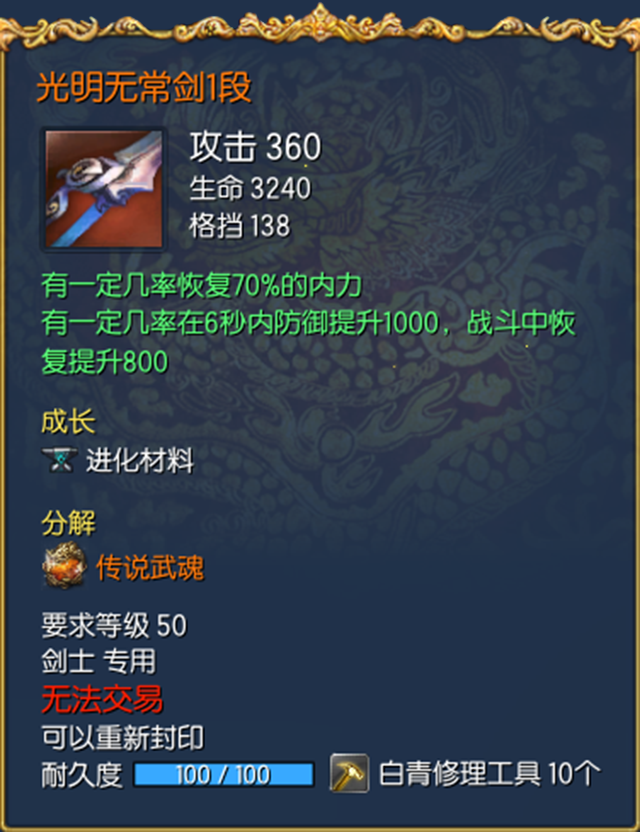 光明无常剑1段
攻击 360
生命 3240
格挡 138
有一定几率恢复70%的内力
有一定几率在6秒内防御提升1000，战斗中恢
复提升800
成长
进化材料
分解
传说武魂
要求等级 50
剑士 专用
无法交易
可以重新封印
耐久度 100 / 100 白青修理工具 10个